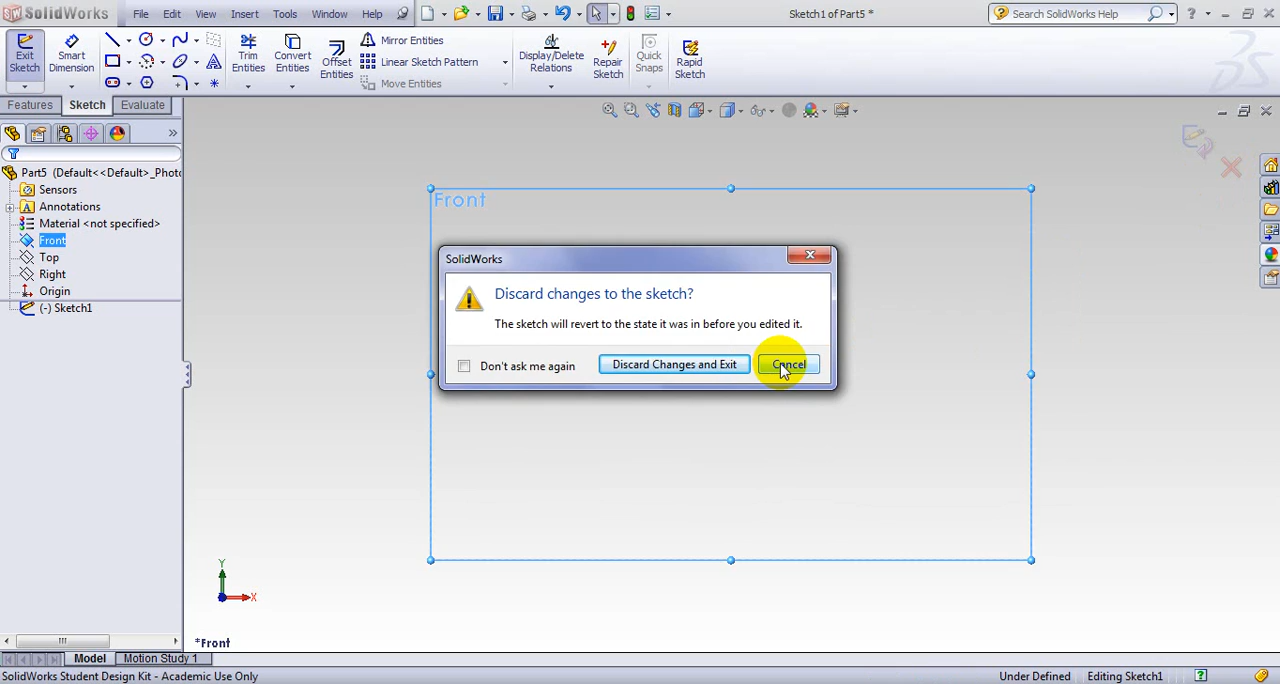 SOLIDWORKS File Edit View Insert Tools Window Help Sketch1 of Part5 * Search SolidWorks Help
Exit Sketch
Smart Dimension
Trim Entities
Convert Entities
Offset Entities
Mirror Entities
Linear Sketch Pattern
Move Entities
Display/Delete Relations
Repair Sketch
Quick Snaps
Rapid Sketch
Features Sketch Evaluate
Part5 (Default<<Default>_Photo
Sensors
Annotations
Material <not specified>
Front
Top
Right
Origin
(-) Sketch1
Front
SolidWorks
Discard changes to the sketch?
The sketch will revert to the state it was in before you edited it.
Don't ask me again Discard Changes and Exit Cancel
Y
X
*Front
Model Motion Study 1
SolidWorks Student Design Kit - Academic Use Only Under Defined Editing Sketch1